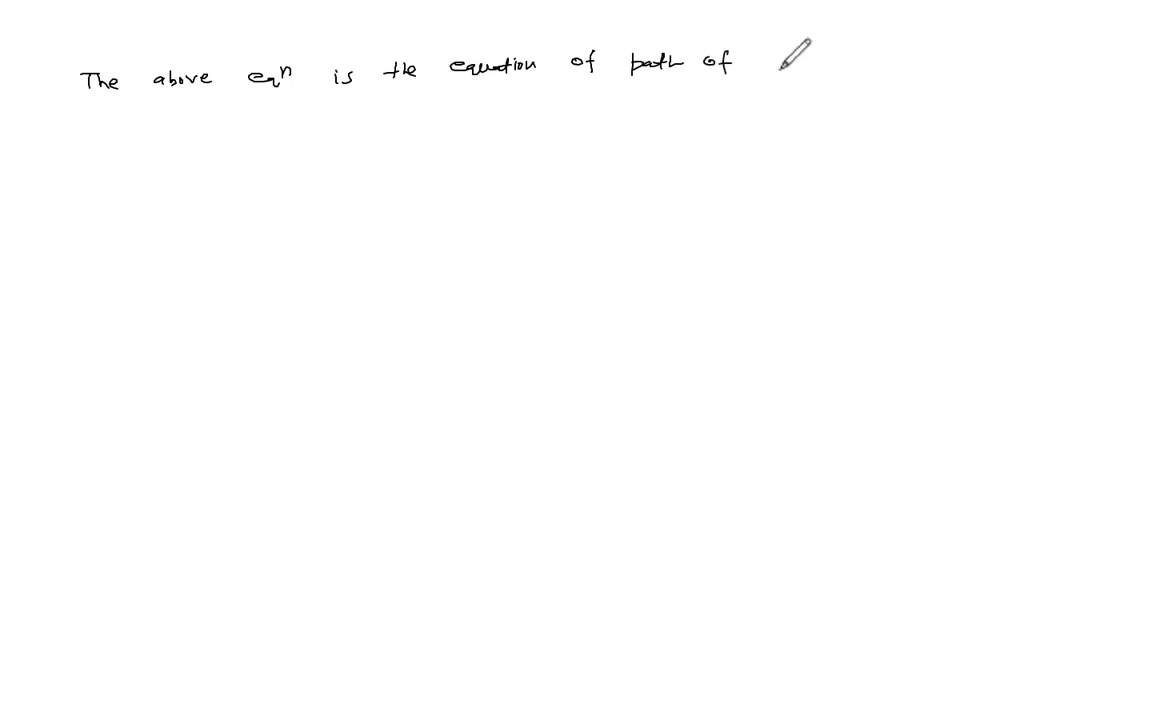 The above eqⁿ is the equation of path of